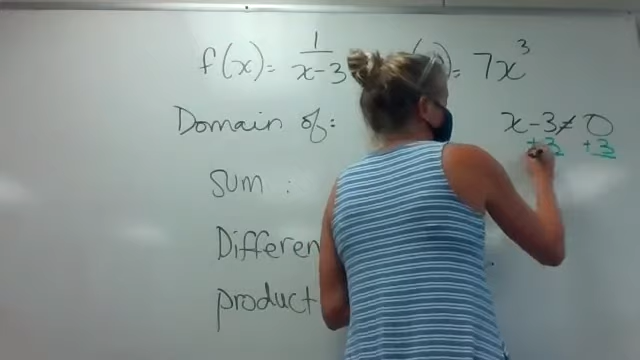 f(x) = 1/(x-3) (x) = 7x³
Domain of: x - 3 ≠ 0
+3 +3
Sum :
Differen
product